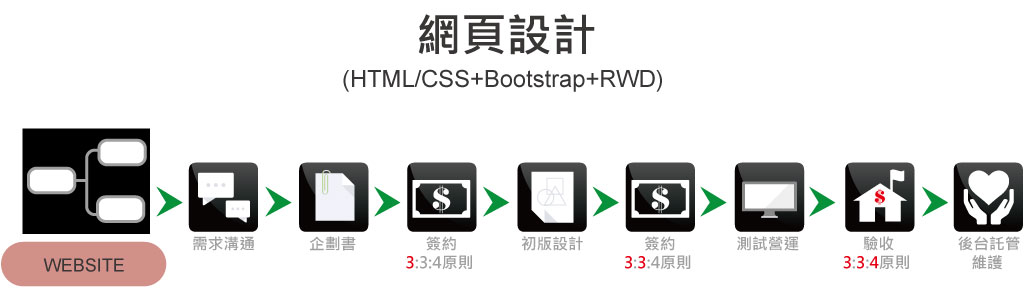 網頁設計
(HTML/CSS+Bootstrap+RWD)
WEBSITE
需求溝通
企劃書
簽約
3:3:4原則
初版設計
簽約
3:3:4原則
測試營運
驗收
3:3:4原則
後台託管
維護